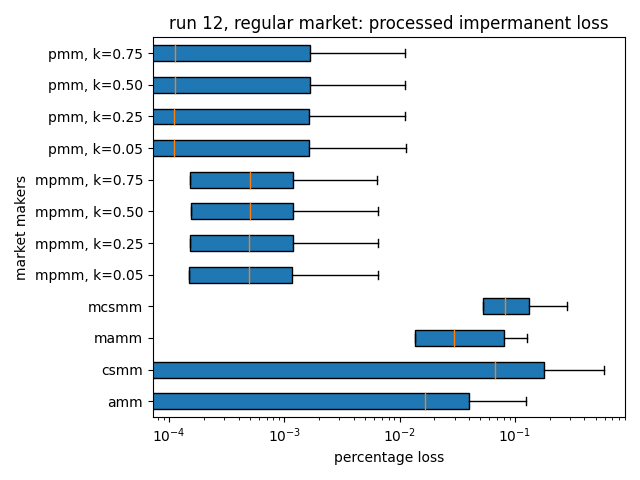 run 12, regular market: processed impermanent loss
market makers
pmm, k=0.75
pmm, k=0.50
pmm, k=0.25
pmm, k=0.05
mpmm, k=0.75
mpmm, k=0.50
mpmm, k=0.25
mpmm, k=0.05
mcsmm
mamm
csmm
amm
10⁻⁴ 10⁻³ 10⁻² 10⁻¹
percentage loss